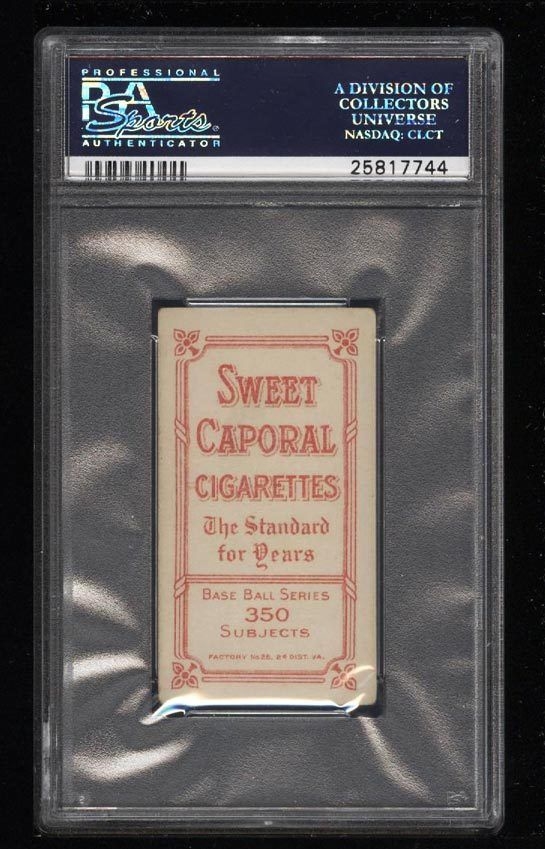 PROFESSIONAL
PSA
Sports
AUTHENTICATOR
A DIVISION OF
COLLECTORS
UNIVERSE
NASDAQ: CLCT
25817744
SWEET
CAPORAL
CIGARETTES
The Standard
for Years
BASE BALL SERIES
350
SUBJECTS
FACTORY No 25, 2d DIST. VA.